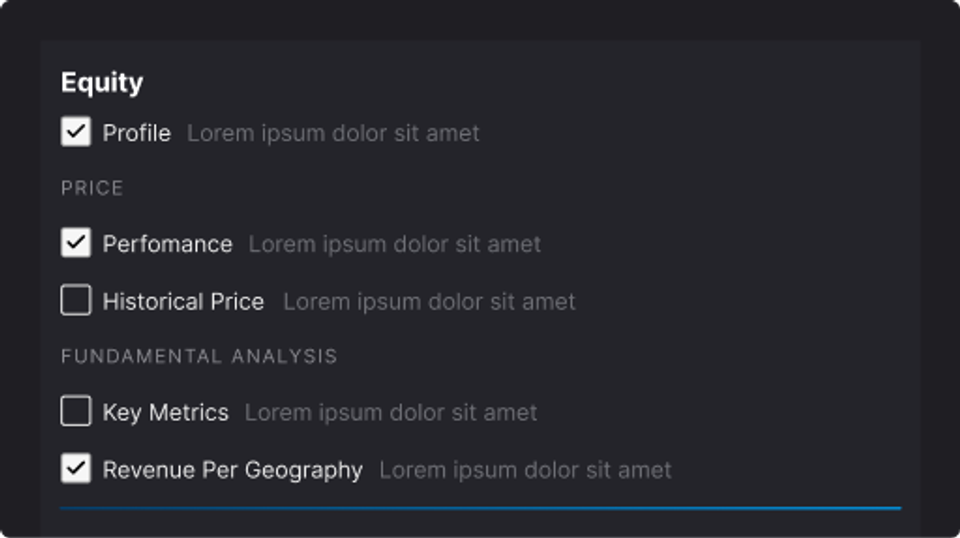 Equity
Profile Lorem ipsum dolor sit amet
PRICE
Perfomance Lorem ipsum dolor sit amet
Historical Price Lorem ipsum dolor sit amet
FUNDAMENTAL ANALYSIS
Key Metrics Lorem ipsum dolor sit amet
Revenue Per Geography Lorem ipsum dolor sit amet